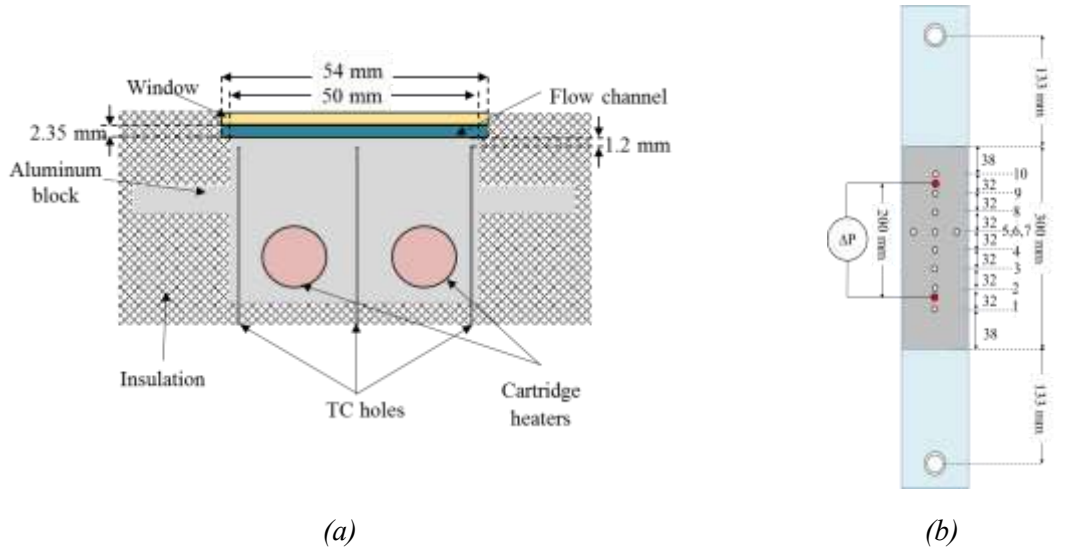 54 mm
Window
50 mm
Flow channel
2.35 mm
1.2 mm
Aluminum
block
Insulation
TC holes
Cartridge
heaters
(a)
133 mm
38
10
32
9
32
8
32
5,6,7
32
4
32
3
32
2
32
1
38
ΔP
200 mm
300 mm
133 mm
(b)